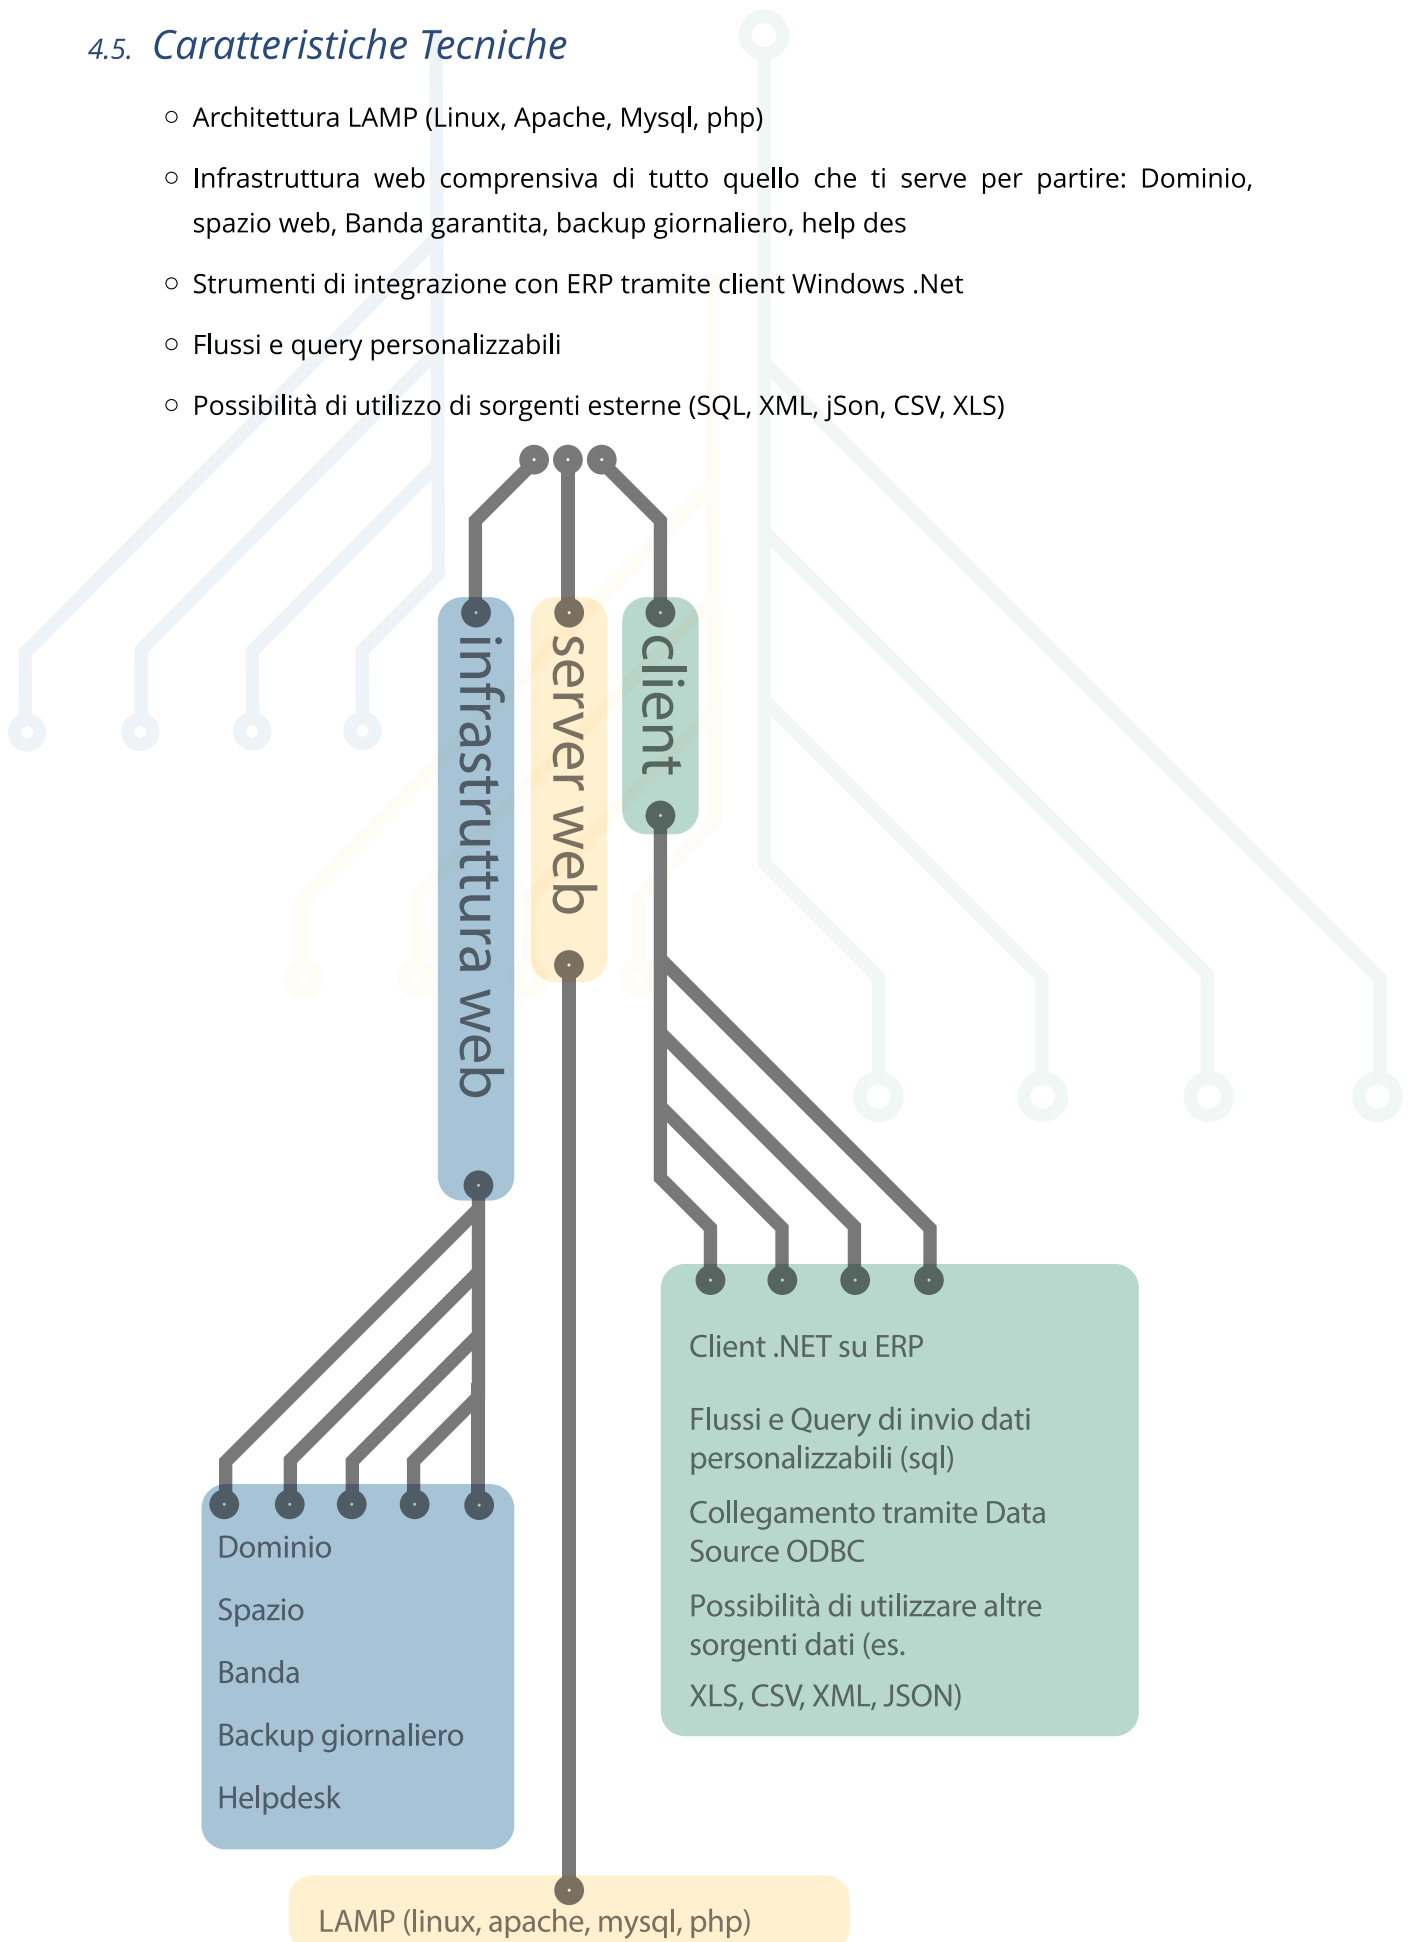 4.5. Caratteristiche Tecniche
○ Architettura LAMP (Linux, Apache, Mysql, php)
○ Infrastruttura web comprensiva di tutto quello che ti serve per partire: Dominio,
spazio web, Banda garantita, backup giornaliero, help des
○ Strumenti di integrazione con ERP tramite client Windows .Net
○ Flussi e query personalizzabili
○ Possibilità di utilizzo di sorgenti esterne (SQL, XML, jSon, CSV, XLS)
infrastruttura web
server web
client
Client .NET su ERP
Flussi e Query di invio dati
personalizzabili (sql)
Collegamento tramite Data
Source ODBC
Possibilità di utilizzare altre
sorgenti dati (es.
XLS, CSV, XML, JSON)
Dominio
Spazio
Banda
Backup giornaliero
Helpdesk
LAMP (linux, apache, mysql, php)